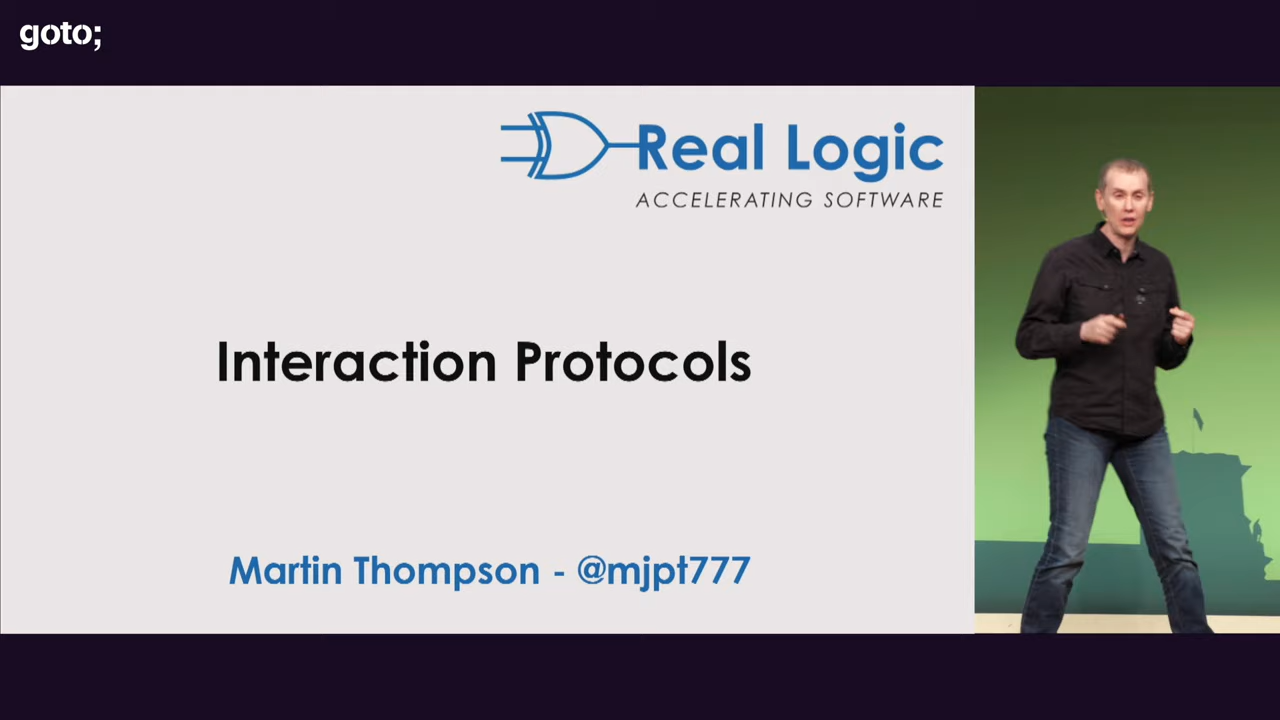 goto;
Real Logic
ACCELERATING SOFTWARE
Interaction Protocols
Martin Thompson - @mjpt777